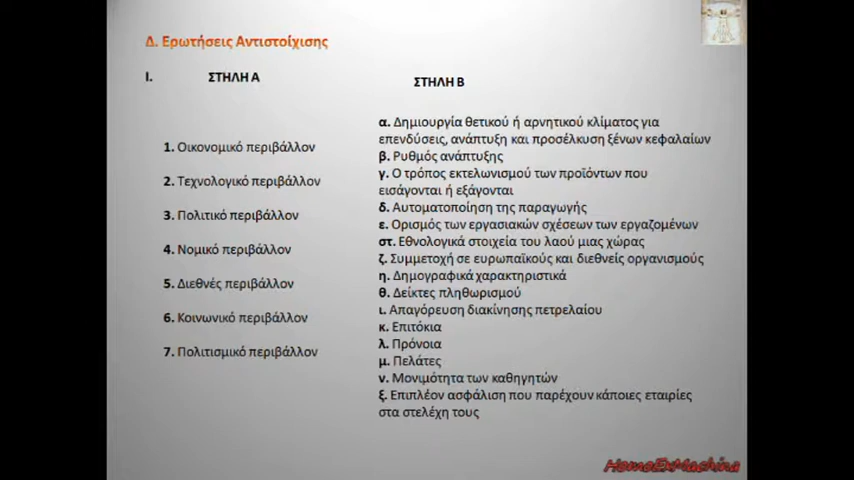 Δ. Ερωτήσεις Αντιστοίχισης
Ι. ΣΤΗΛΗ Α
ΣΤΗΛΗ Β
1. Οικονομικό περιβάλλον
2. Τεχνολογικό περιβάλλον
3. Πολιτικό περιβάλλον
4. Νομικό περιβάλλον
5. Διεθνές περιβάλλον
6. Κοινωνικό περιβάλλον
7. Πολιτισμικό περιβάλλον
α. Δημιουργία θετικού ή αρνητικού κλίματος για
επενδύσεις, ανάπτυξη και προσέλκυση ξένων κεφαλαίων
β. Ρυθμός ανάπτυξης
γ. Ο τρόπος εκτελωνισμού των προϊόντων που
εισάγονται ή εξάγονται
δ. Αυτοματοποίηση της παραγωγής
ε. Ορισμός των εργασιακών σχέσεων των εργαζομένων
στ. Εθνολογικά στοιχεία του λαού μιας χώρας
ζ. Συμμετοχή σε ευρωπαϊκούς και διεθνείς οργανισμούς
η. Δημογραφικά χαρακτηριστικά
θ. Δείκτες πληθωρισμού
ι. Απαγόρευση διακίνησης πετρελαίου
κ. Επιτόκια
λ. Πρόνοια
μ. Πελάτες
ν. Μονιμότητα των καθηγητών
ξ. Επιπλέον ασφάλιση που παρέχουν κάποιες εταιρίες
στα στελέχη τους
HomoExMachina